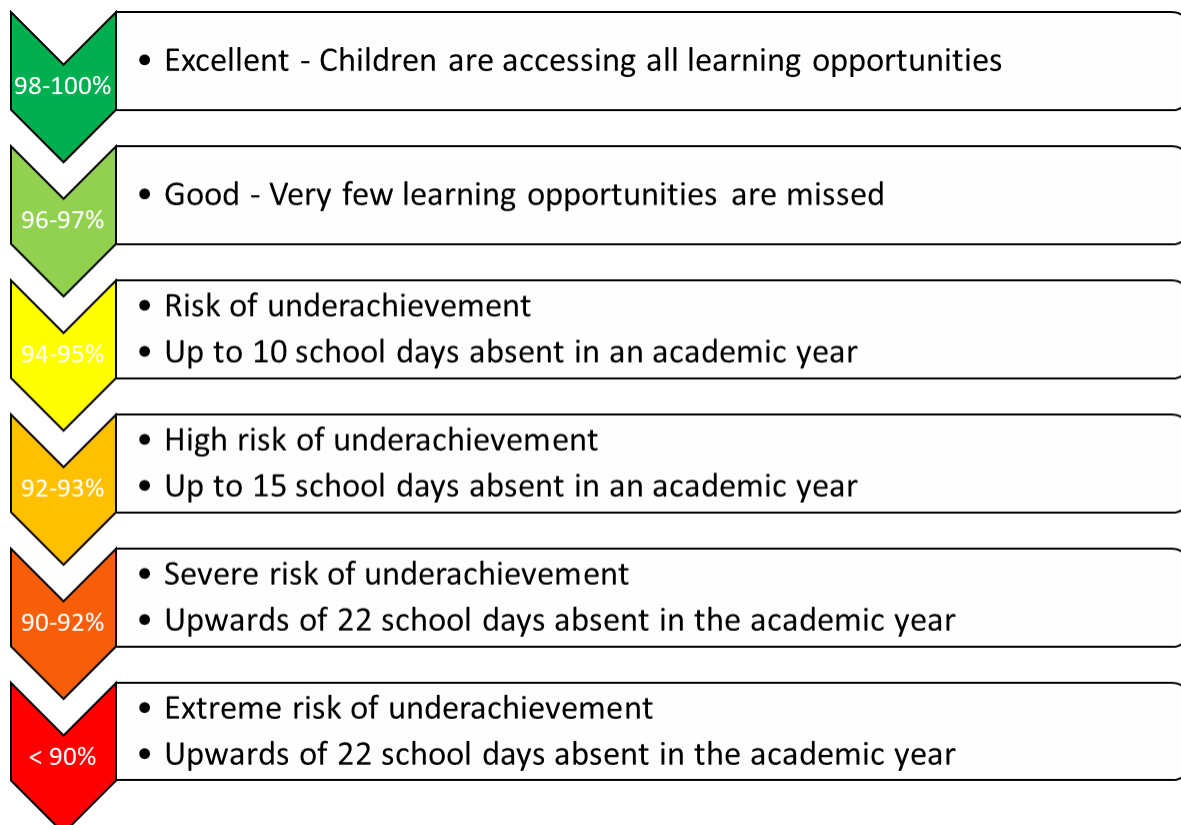 98-100%
• Excellent - Children are accessing all learning opportunities
96-97%
• Good - Very few learning opportunities are missed
94-95%
• Risk of underachievement
• Up to 10 school days absent in an academic year
92-93%
• High risk of underachievement
• Up to 15 school days absent in an academic year
90-92%
• Severe risk of underachievement
• Upwards of 22 school days absent in the academic year
< 90%
• Extreme risk of underachievement
• Upwards of 22 school days absent in the academic year